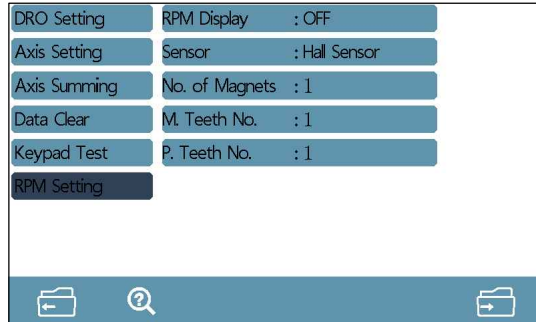 DRO Setting
RPM Display : OFF
Axis Setting
Sensor : Hall Sensor
Axis Summing
No. of Magnets : 1
Data Clear
M. Teeth No. : 1
Keypad Test
P. Teeth No. : 1
RPM Setting